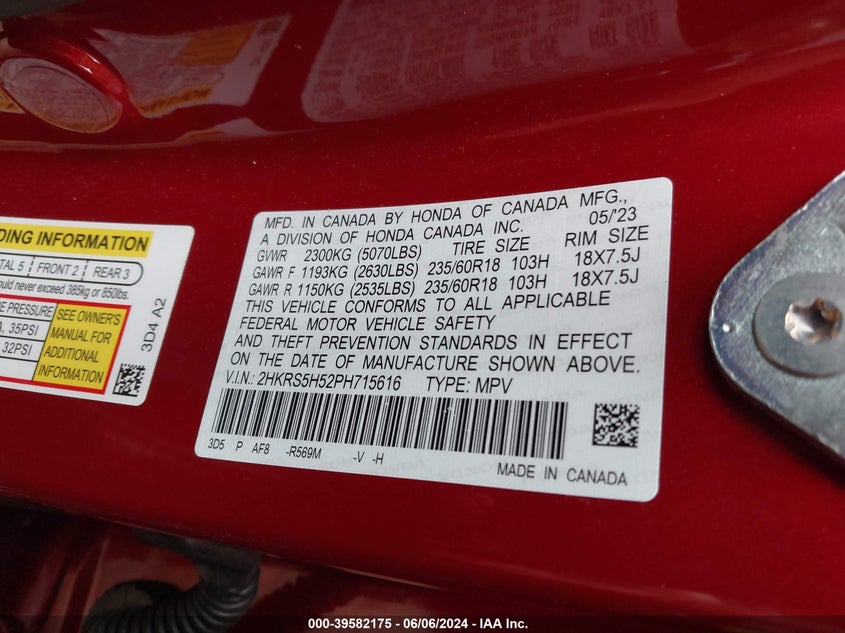 DING INFORMATION
TAL 5 FRONT 2 REAR 3
ould never exceed 385kg or 850lbs.
E PRESSURE
A, 35PSI
32PSI
SEE OWNER'S
MANUAL FOR
ADDITIONAL
INFORMATION
3D4 A2
MFD. IN CANADA BY HONDA OF CANADA MFG.,
A DIVISION OF HONDA CANADA INC. 05/'23
GVWR 2300KG (5070LBS) TIRE SIZE RIM SIZE
GAWR F 1193KG (2630LBS) 235/60R18 103H 18X7.5J
GAWR R 1150KG (2535LBS) 235/60R18 103H 18X7.5J
THIS VEHICLE CONFORMS TO ALL APPLICABLE
FEDERAL MOTOR VEHICLE SAFETY
AND THEFT PREVENTION STANDARDS IN EFFECT
ON THE DATE OF MANUFACTURE SHOWN ABOVE.
V.I.N.: 2HKRS5H52PH715616 TYPE: MPV
3D5 P AF8 -R569M -V -H
MADE IN CANADA
000-39582175 - 06/06/2024 - IAA Inc.